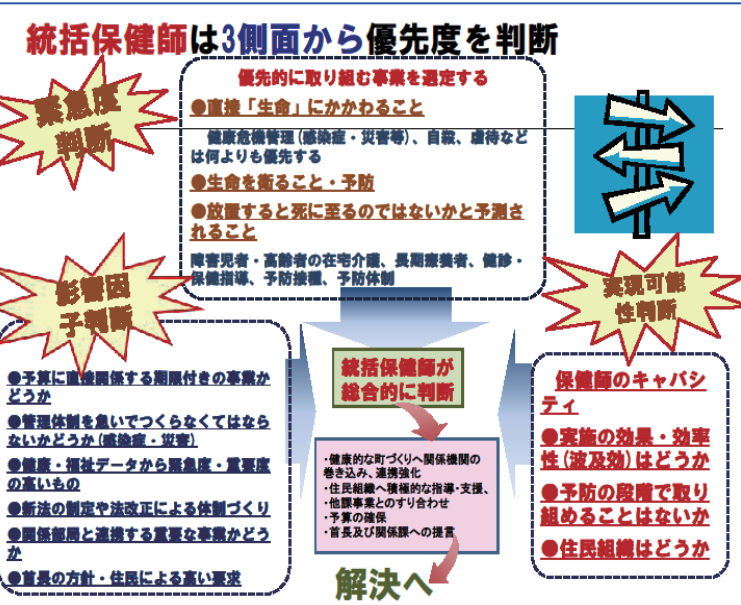 統括保健師は3側面から優先度を判断
緊急度
判断
優先的に取り組む事業を選定する
●直接「生命」にかかわること
健康危機管理(感染症・災害等)、自殺、虐待など
は何よりも優先する
●生命を衛ること・予防
●放置すると死に至るのではないかと予測さ
れること
障害児者・高齢者の在宅介護、長期療養者、健診・
保健指導、予防接種、予防体制
影響因
子判断
●予算に直接関係する期限付きの事業か
どうか
●管理体制を急いでつくらなくてはなら
ないかどうか(感染症・災害)
●健康・福祉データから緊急度・重要度
の高いもの
●新法の制定や法改正による体制づくり
●関係部局と連携する重要な事業かどう
か
●首長の方針・住民による高い要求
統括保健師が
総合的に判断
・健康的な町づくりへ関係機関の
巻き込み、連携強化
・住民組織へ積極的な指導・支援、
・他課事業とのすり合わせ
・予算の確保
・首長及び関係課への提言
解決へ
実現可能
性判断
保健師のキャパシ
ティ
●実施の効果・効率
性(波及効)はどうか
●予防の段階で取り
組めることはないか
●住民組織はどうか